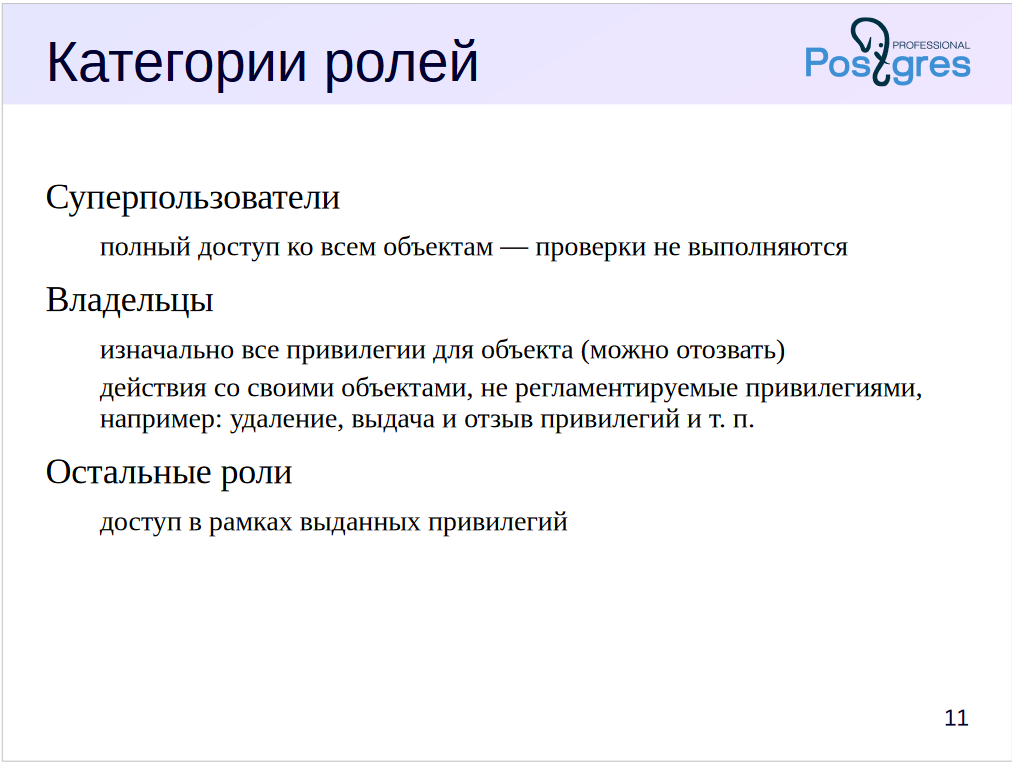 Категории ролей
PROFESSIONAL
Postgres
Суперпользователи
полный доступ ко всем объектам — проверки не выполняются
Владельцы
изначально все привилегии для объекта (можно отозвать)
действия со своими объектами, не регламентируемые привилегиями,
например: удаление, выдача и отзыв привилегий и т. п.
Остальные роли
доступ в рамках выданных привилегий
11